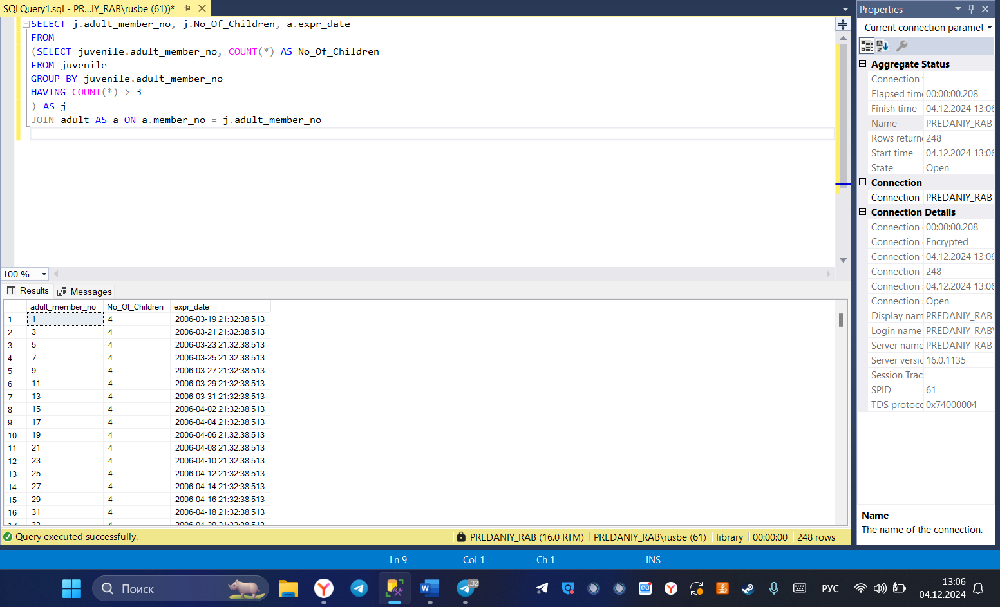 SQLQuery1.sql - PR...IY_RAB\rusbe (61))*
SELECT j.adult_member_no, j.No_Of_Children, a.expr_date
FROM
(SELECT juvenile.adult_member_no, COUNT(*) AS No_Of_Children
FROM juvenile
GROUP BY juvenile.adult_member_no
HAVING COUNT(*) > 3
) AS j
JOIN adult AS a ON a.member_no = j.adult_member_no
100 %
Results Messages
adult_member_no No_Of_Children expr_date
1 1 4 2006-03-19 21:32:38.513
2 3 4 2006-03-21 21:32:38.513
3 5 4 2006-03-23 21:32:38.513
4 7 4 2006-03-25 21:32:38.513
5 9 4 2006-03-27 21:32:38.513
6 11 4 2006-03-29 21:32:38.513
7 13 4 2006-03-31 21:32:38.513
8 15 4 2006-04-02 21:32:38.513
9 17 4 2006-04-04 21:32:38.513
10 19 4 2006-04-06 21:32:38.513
11 21 4 2006-04-08 21:32:38.513
12 23 4 2006-04-10 21:32:38.513
13 25 4 2006-04-12 21:32:38.513
14 27 4 2006-04-14 21:32:38.513
15 29 4 2006-04-16 21:32:38.513
16 31 4 2006-04-18 21:32:38.513
17 33 4 2006-04-20 21:32:38.513
Query executed successfully.
PREDANIY_RAB (16.0 RTM) PREDANIY_RAB\rusbe (61) library 00:00:00 248 rows
Properties
Current connection paramet
Aggregate Status
Connection
Elapsed time 00:00:00.208
Finish time 04.12.2024 13:06
Name PREDANIY_RAB
Rows return 248
Start time 04.12.2024 13:06
State Open
Connection
Connection PREDANIY_RAB
Connection Details
Connection 00:00:00.208
Connection Encrypted
Connection 04.12.2024 13:06
Connection 248
Connection 04.12.2024 13:06
Connection Open
Display nam PREDANIY_RAB
Login name PREDANIY_RAB\
Server name PREDANIY_RAB
Server versic 16.0.1135
Session Trac
SPID 61
TDS protocc 0x74000004
Name
The name of the connection.
Ln 9 Col 1 Ch 1 INS
Поиск
..32
РУС
13:06
04.12.2024